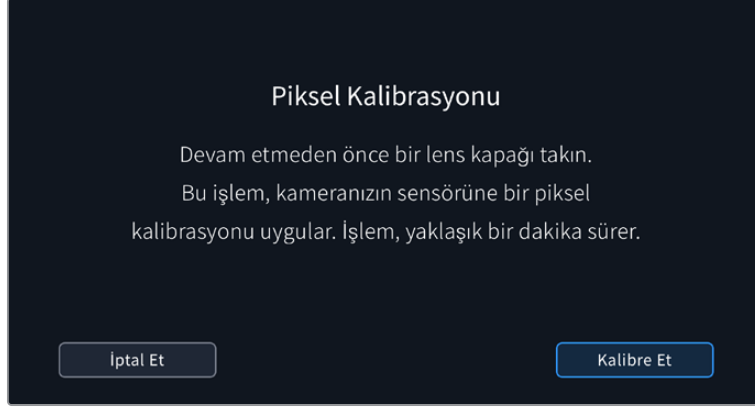 Piksel Kalibrasyonu
Devam etmeden önce bir lens kapağı takın.
Bu işlem, kameranızın sensörüne bir piksel
kalibrasyonu uygular. İşlem, yaklaşık bir dakika sürer.
İptal Et
Kalibre Et